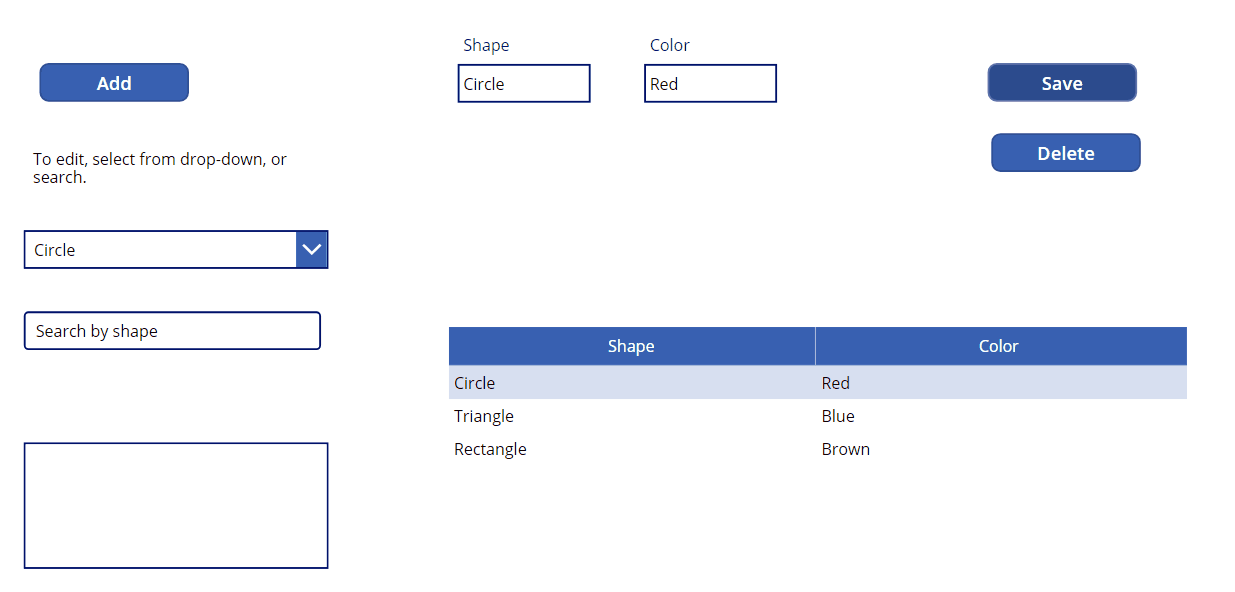 Shape Color
Add
Circle Red
Save
Delete
To edit, select from drop-down, or
search.
Circle
Search by shape
Shape Color
Circle Red
Triangle Blue
Rectangle Brown